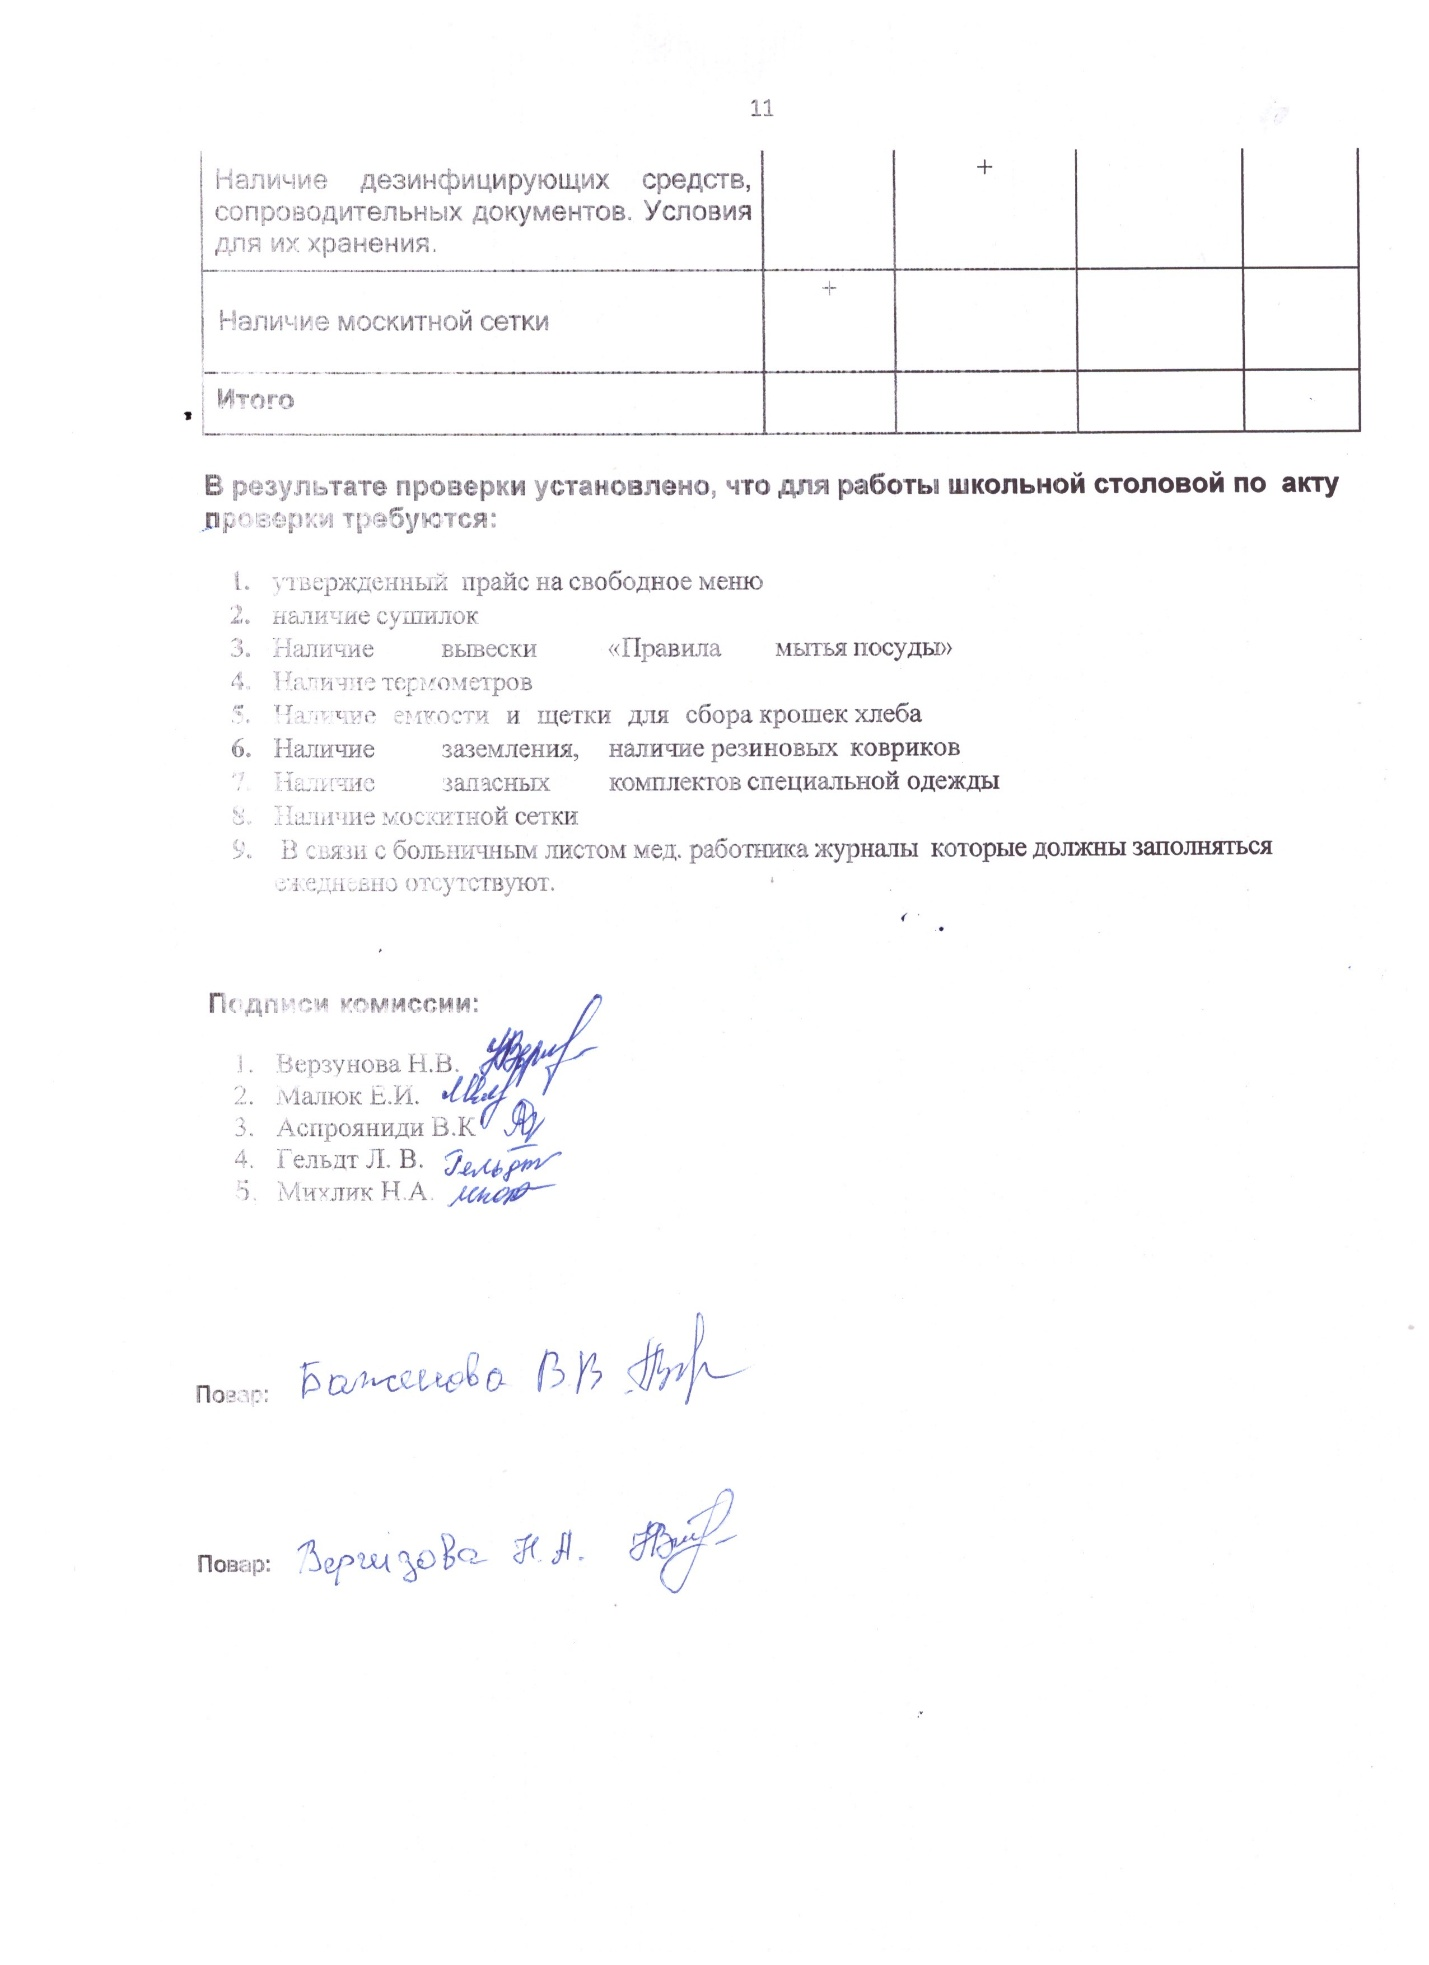 11
Наличие дезинфицирующих средств, +
сопроводительных документов. Условия
для их хранения.
Наличие москитной сетки +
Итого
В результате проверки установлено, что для работы школьной столовой по акту
проверки требуются:
1. утвержденный прайс на свободное меню
2. наличие сушилок
3. Наличие вывески «Правила мытья посуды»
4. Наличие термометров
5. Наличие емкости и щетки для сбора крошек хлеба
6. Наличие заземления, наличие резиновых ковриков
7. Наличие запасных комплектов специальной одежды
8. Наличие москитной сетки
9. В связи с больничным листом мед. работника журналы которые должны заполняться
ежедневно отсутствуют.
Подписи комиссии:
1. Верзунова Н.В.
2. Малюк Е.И.
3. Аспрояниди В.К
4. Гельдт Л. В. Гельдт
5. Михлик Н.А.
Повар: Баженова В.В
Повар: Н.А.